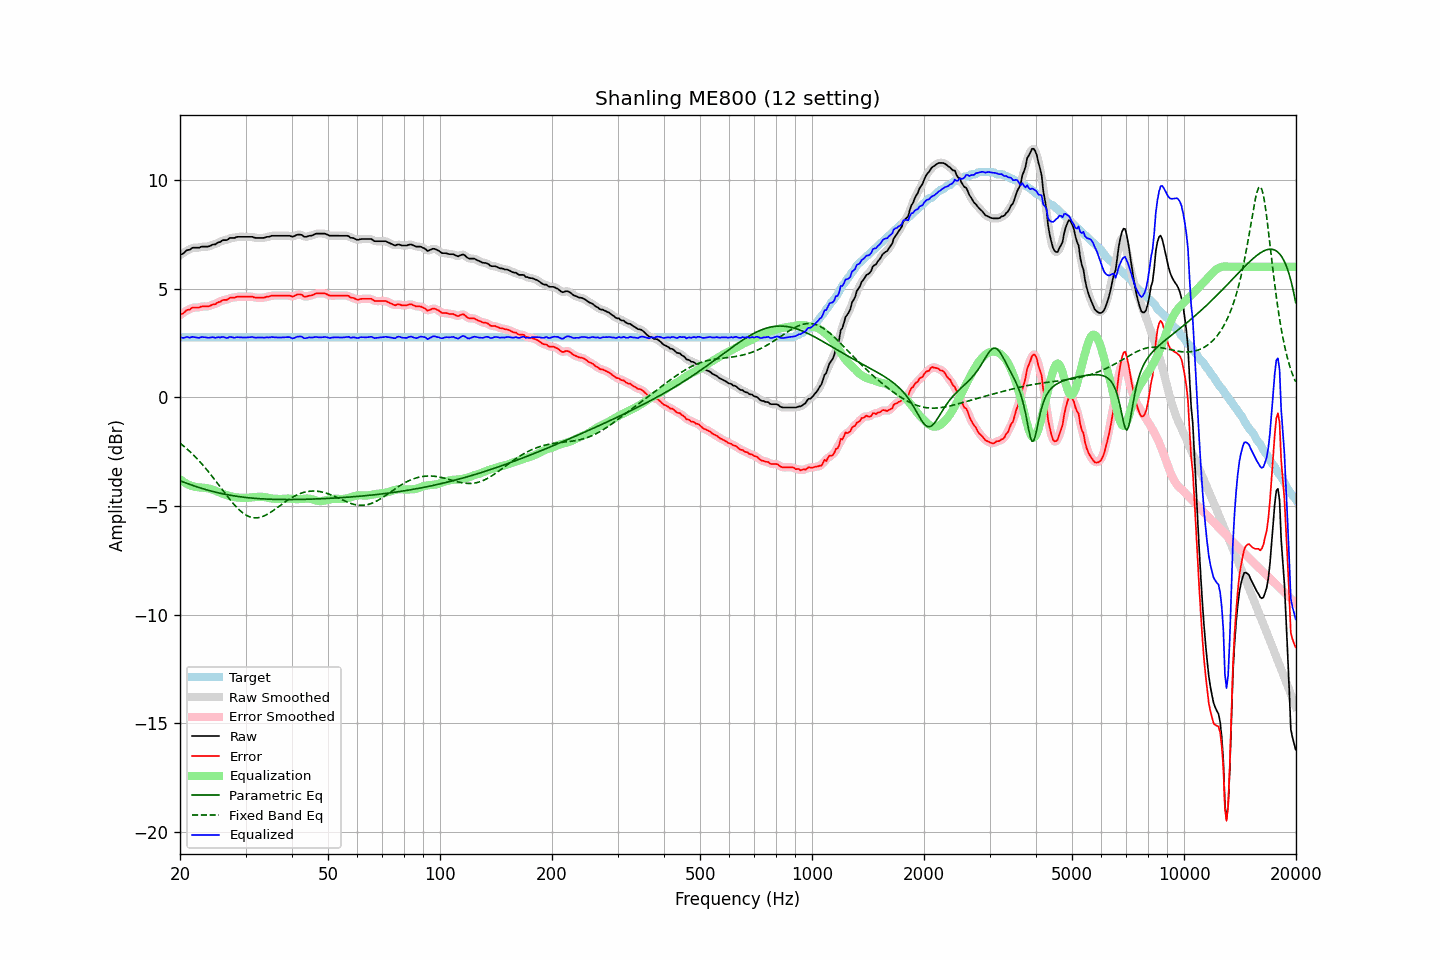 Shanling ME800 (12 setting)
10
5
0
−5
−10
−15
−20
Amplitude (dBr)
Target
Raw Smoothed
Error Smoothed
Raw
Error
Equalization
Parametric Eq
Fixed Band Eq
Equalized
20 50 100 200 500 1000 2000 5000 10000 20000
Frequency (Hz)